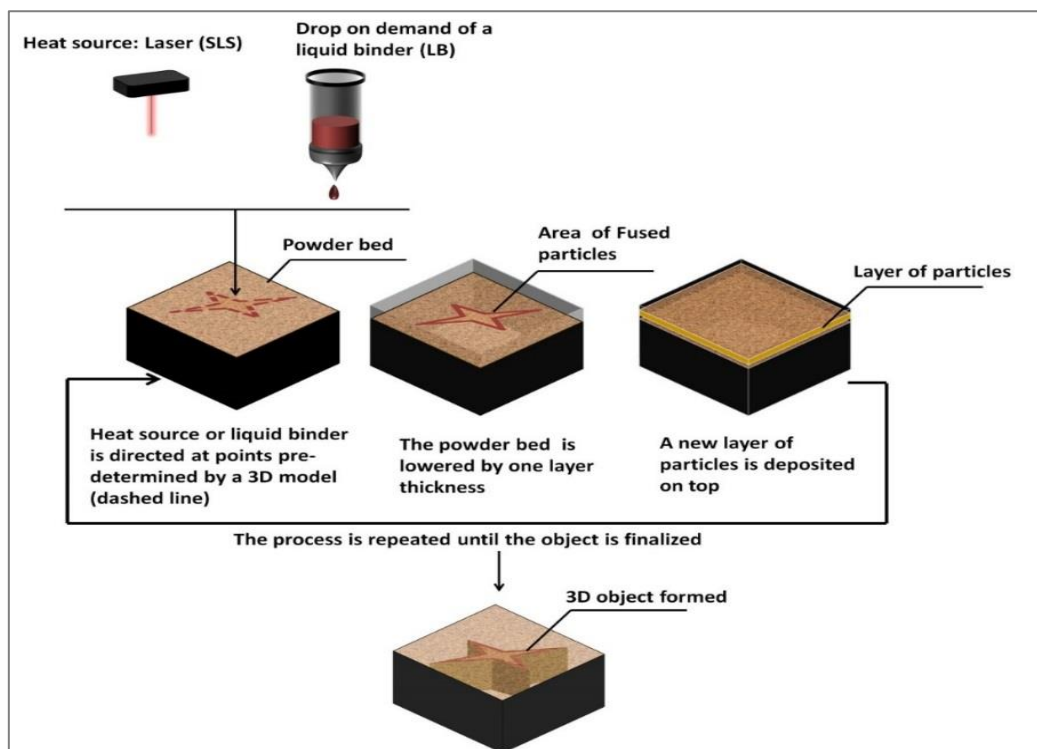 Heat source: Laser (SLS)
Drop on demand of a
liquid binder (LB)
Powder bed
Area of Fused
particles
Layer of particles
Heat source or liquid binder
is directed at points pre-
determined by a 3D model
(dashed line)
The powder bed is
lowered by one layer
thickness
A new layer of
particles is deposited
on top
The process is repeated until the object is finalized
3D object formed